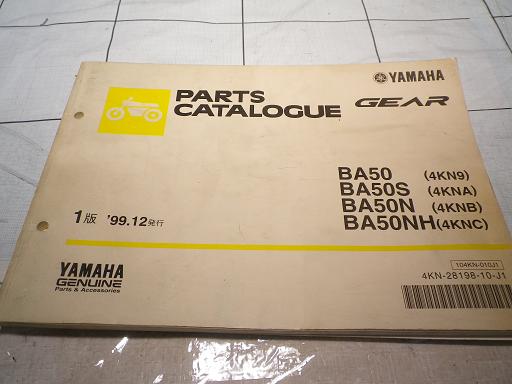 YAMAHA
PARTS
CATALOGUE
GEAR
BA50 (4KN9)
BA50S (4KNA)
BA50N (4KNB)
BA50NH(4KNC)
1版 '99.12発行
104KN-010J1
4KN-28198-10-J1
YAMAHA
GENUINE
Parts & Accessories